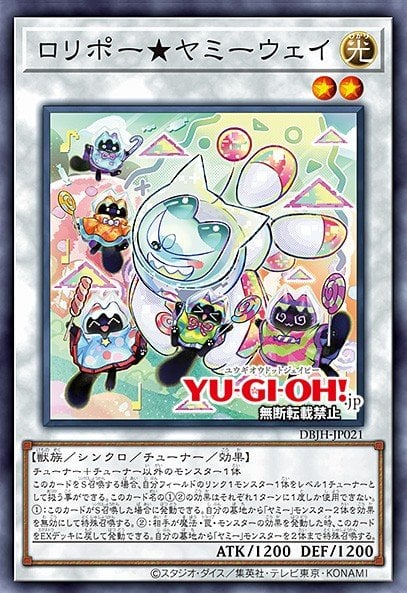 ロリポー★ヤミーウェイ
光
ユウギオウドットジェイピー
YU-GI-OH!.jp
無断転載禁止
DBJH-JP021
【獣族／シンクロ／チューナー／効果】
チューナー＋チューナー以外のモンスター1体
このカードをS召喚する場合、自分フィールドのリンク1モンスター1体をレベル1チューナーと
して扱う事ができる。このカード名の①②の効果はそれぞれ1ターンに1度しか使用できない。
①：このカードがS召喚した場合に発動できる。自分の墓地から「ヤミー」モンスター2体を効果
を無効にして特殊召喚する。②：相手が魔法・罠・モンスターの効果を発動した時、このカード
をEXデッキに戻して発動できる。自分の墓地から「ヤミー」モンスターを2体まで特殊召喚する。
ATK/1200 DEF/1200
©スタジオ・ダイス／集英社・テレビ東京・KONAMI